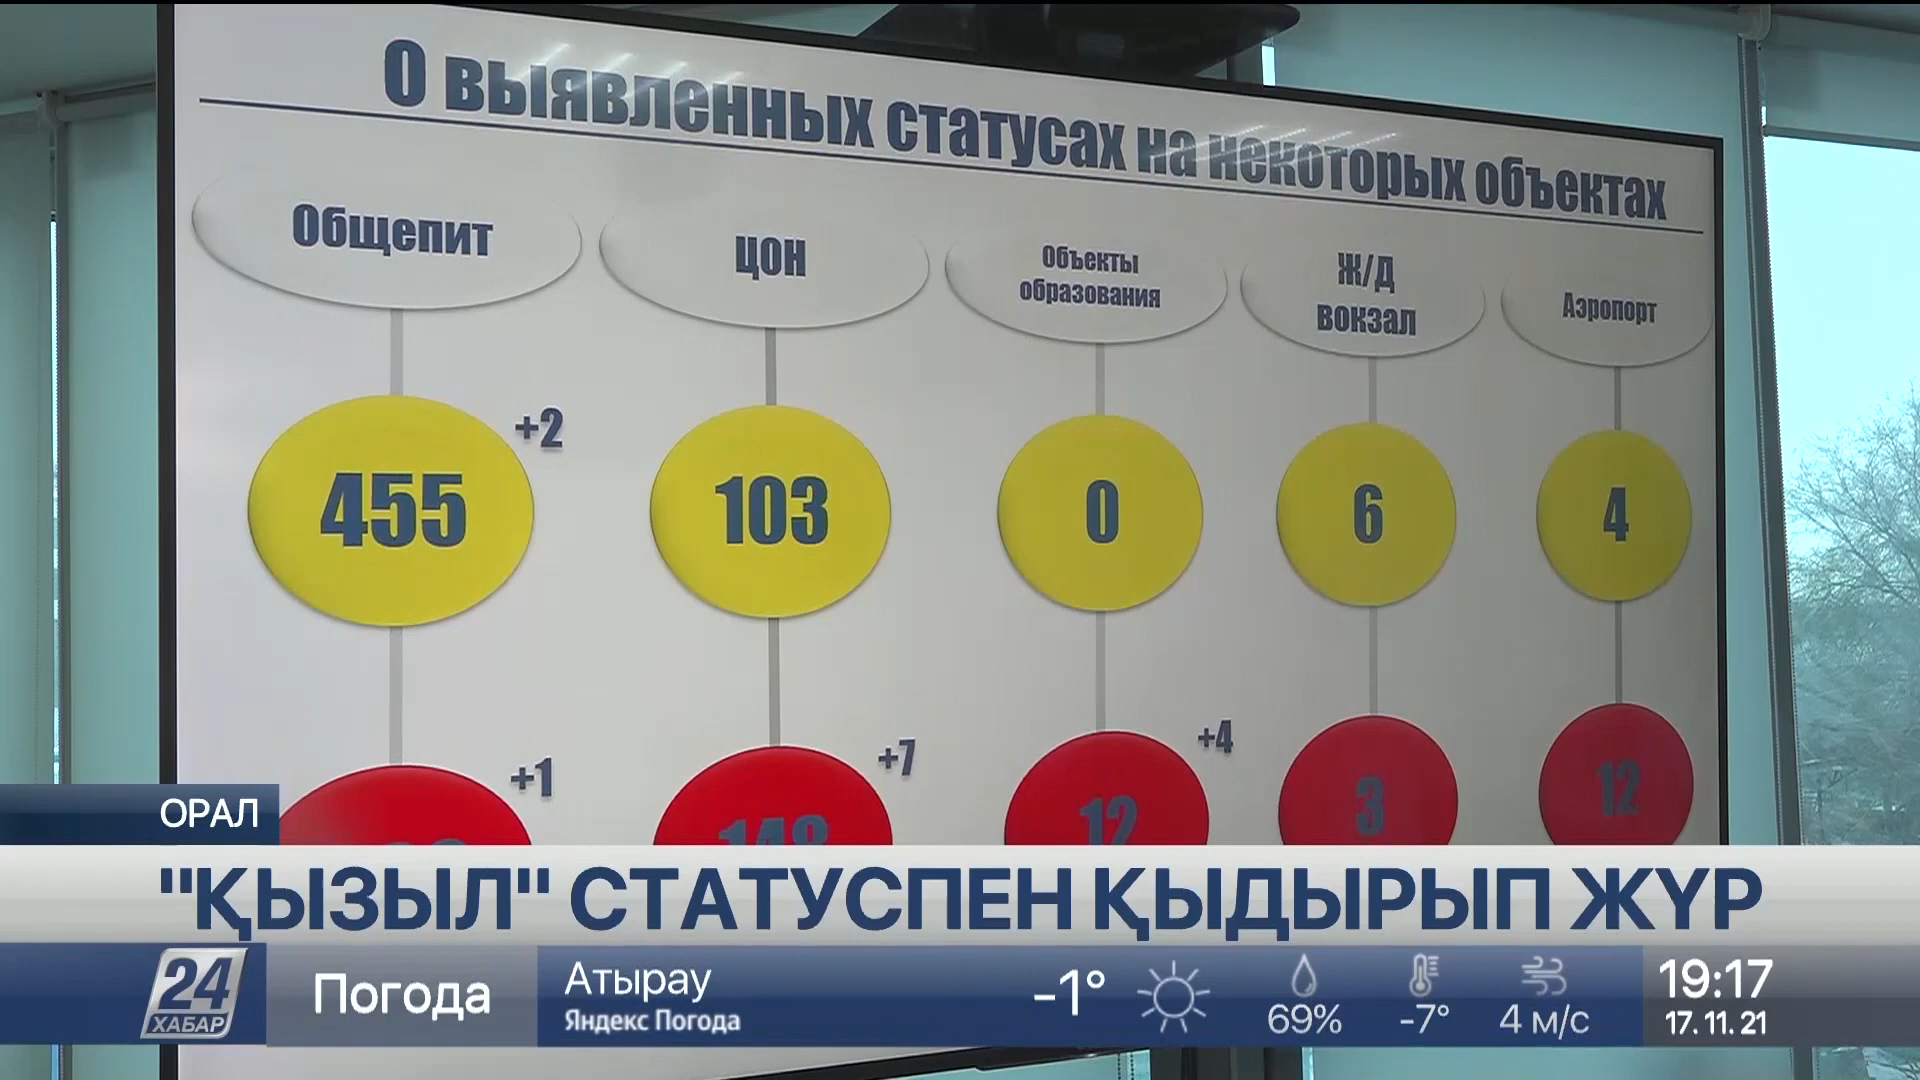 О выявленных статусах на некоторых объектах
Общепит
ЦОН
Объекты
образования
Ж/Д
вокзал
Аэропорт
455
+2
103
0
6
4
+1
148
+7
12
+4
3
12
ОРАЛ
"ҚЫЗЫЛ" СТАТУСПЕН ҚЫДЫРЫП ЖҮР
24
ХАБАР
Погода
Атырау
Яндекс Погода
-1°
69%
-7°
4 м/с
19:17
17.11.21